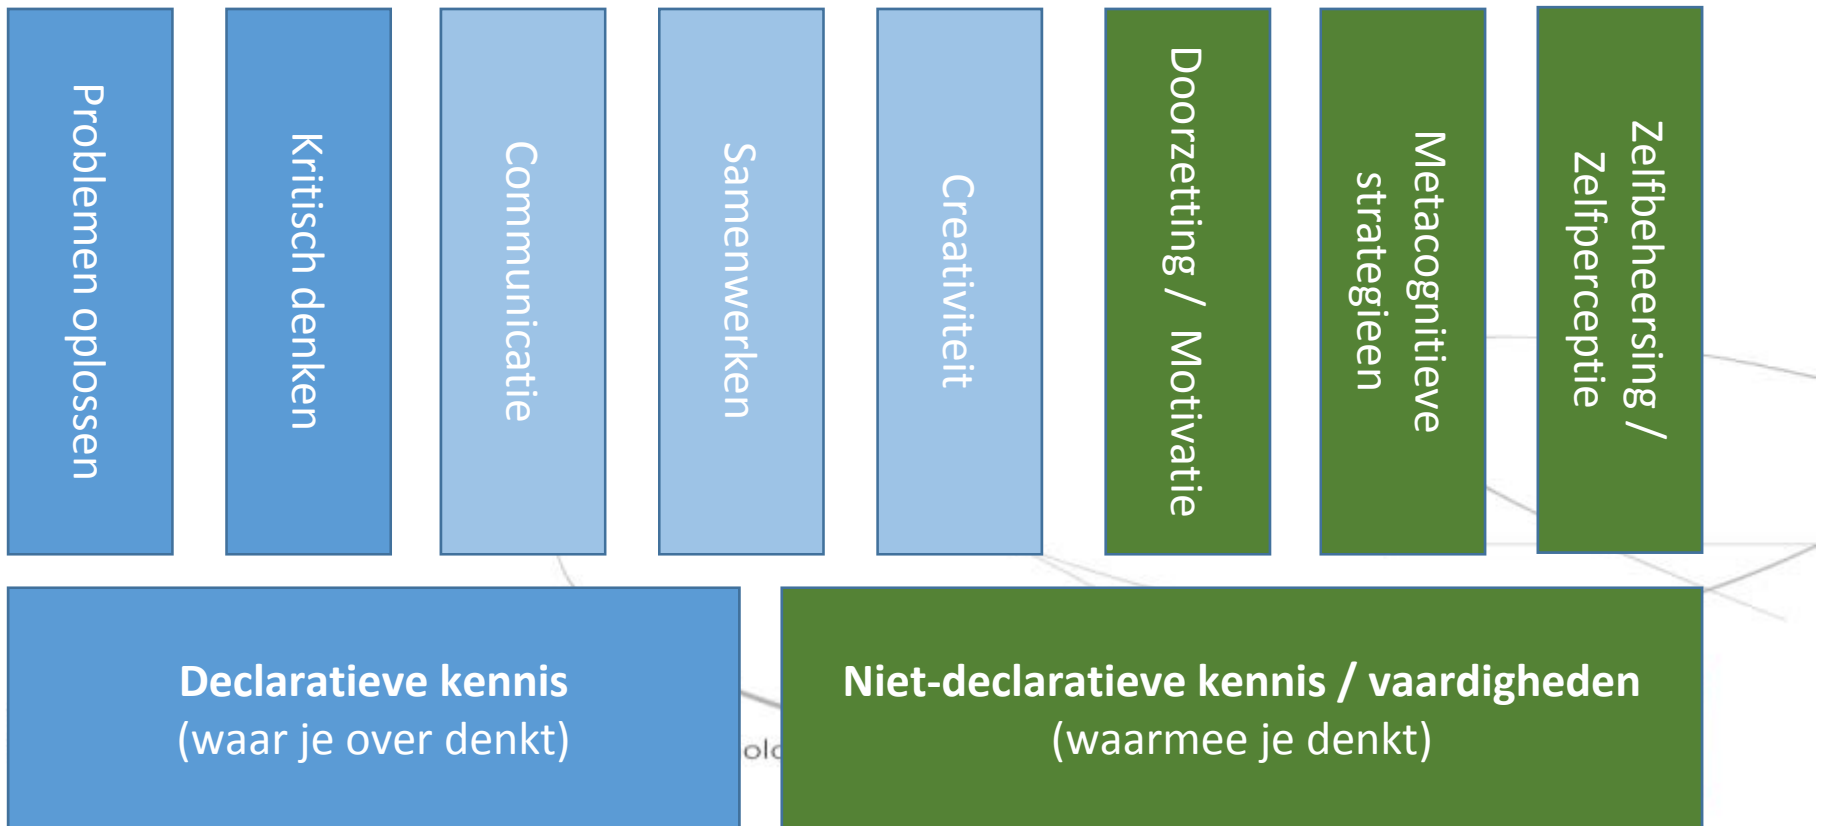 Problemen oplossen
Kritisch denken
Communicatie
Samenwerken
Creativiteit
Doorzetting / Motivatie
Metacognitieve
strategieen
Zelfbeheersing /
Zelfperceptie
Declaratieve kennis
(waar je over denkt)
Niet-declaratieve kennis / vaardigheden
(waarmee je denkt)